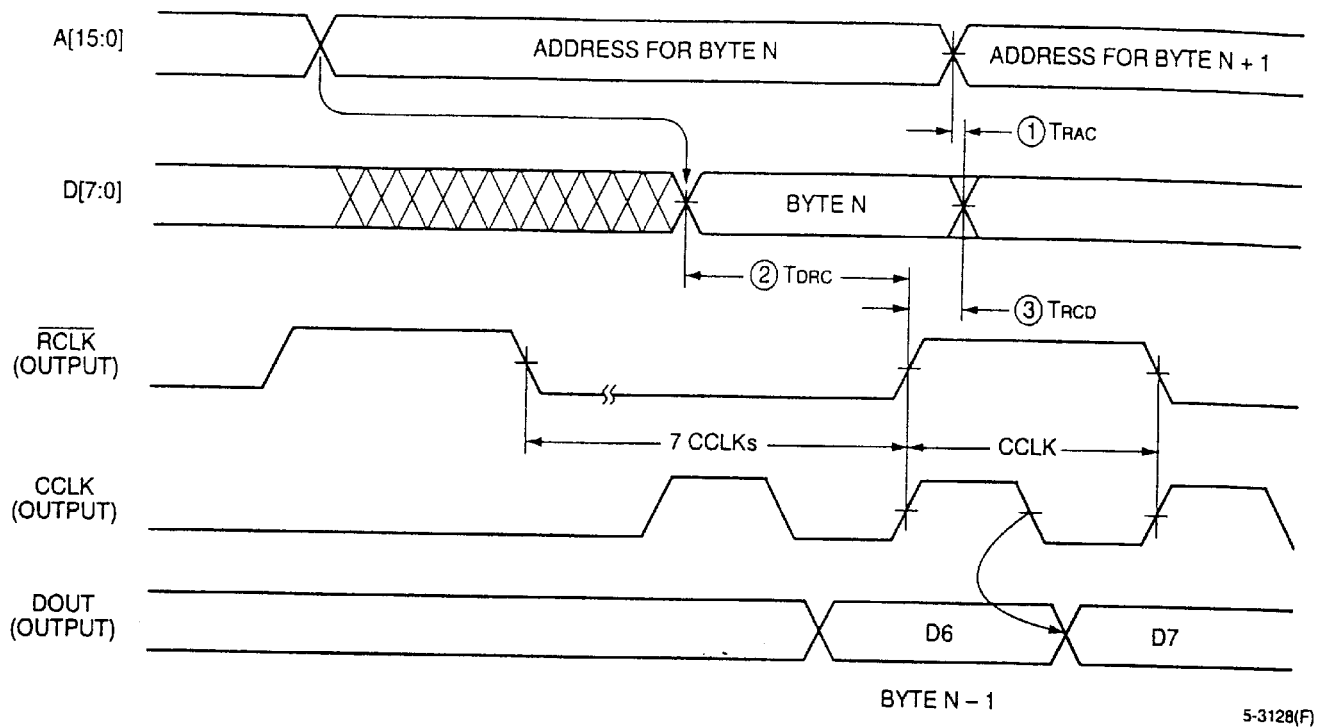 A[15:0]
ADDRESS FOR BYTE N
ADDRESS FOR BYTE N + 1
① TRAC
D[7:0]
BYTE N
② TDRC
③ TRCD
RCLK
(OUTPUT)
7 CCLKs
CCLK
CCLK
(OUTPUT)
DOUT
(OUTPUT)
D6
D7
BYTE N – 1
5-3128(F)